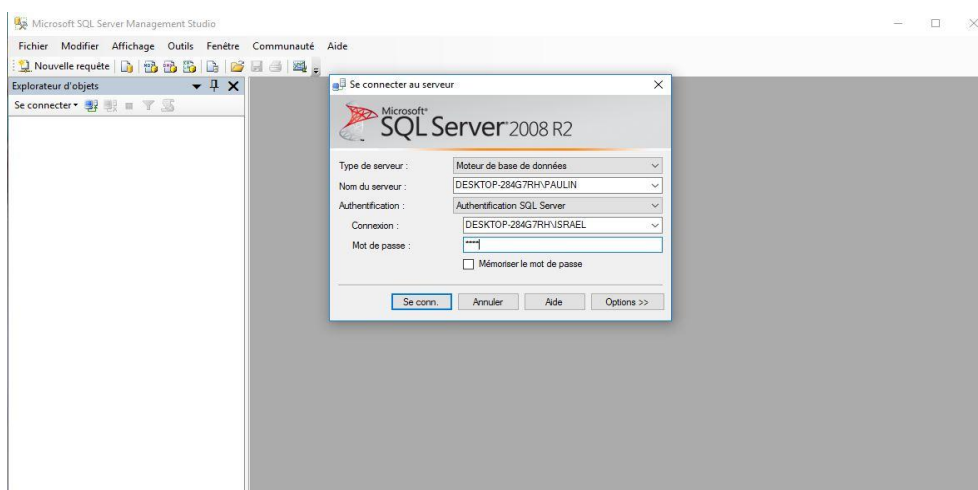 Microsoft SQL Server Management Studio
Fichier Modifier Affichage Outils Fenêtre Communauté Aide
Nouvelle requête
Explorateur d'objets
Se connecter
Se connecter au serveur
Microsoft®
SQL Server® 2008 R2
Type de serveur : Moteur de base de données
Nom du serveur : DESKTOP-284G7RH\PAULIN
Authentification : Authentification SQL Server
Connexion : DESKTOP-284G7RH\ISRAEL
Mot de passe : ****
Mémoriser le mot de passe
Se conn. Annuler Aide Options >>